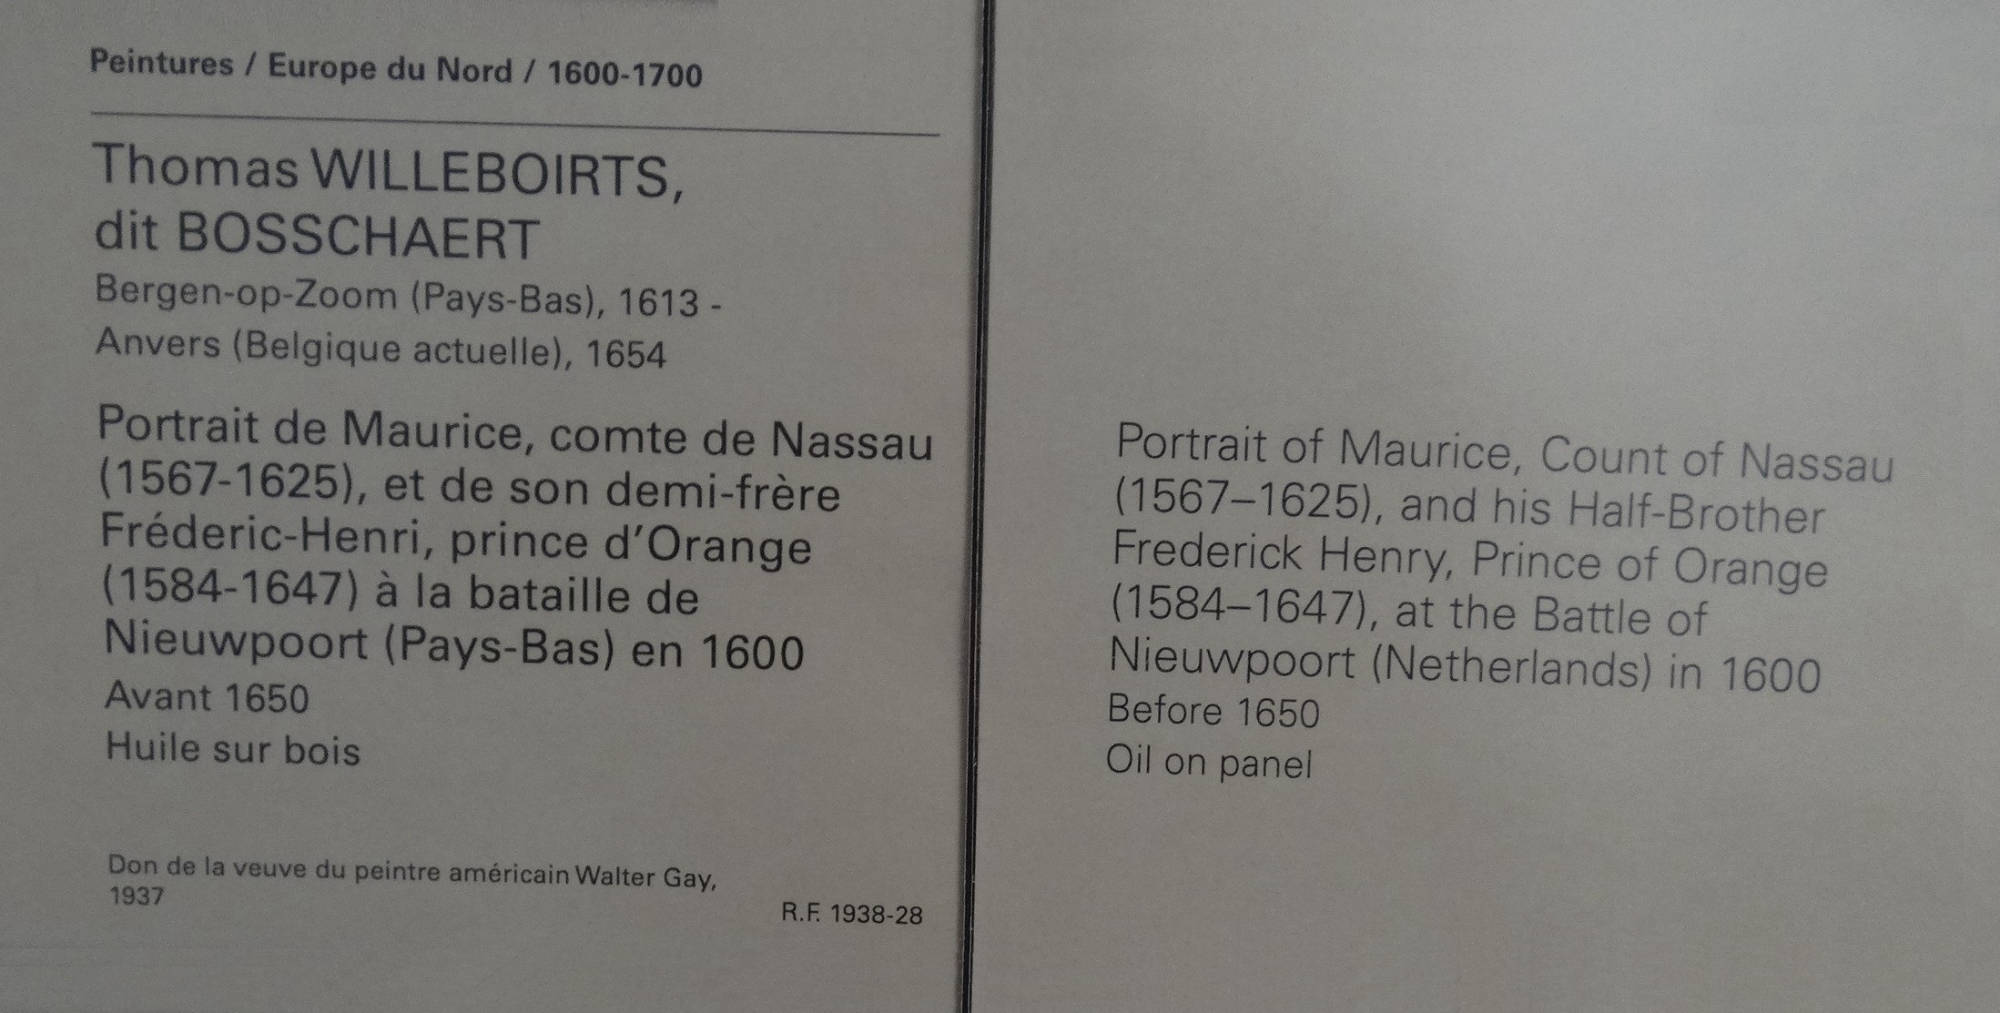 Peintures / Europe du Nord / 1600-1700
Thomas WILLEBOIRTS,
dit BOSSCHAERT
Bergen-op-Zoom (Pays-Bas), 1613 -
Anvers (Belgique actuelle), 1654
Portrait de Maurice, comte de Nassau
(1567-1625), et de son demi-frère
Fréderic-Henri, prince d'Orange
(1584-1647) à la bataille de
Nieuwpoort (Pays-Bas) en 1600
Avant 1650
Huile sur bois
Don de la veuve du peintre américain Walter Gay,
1937
R.F. 1938-28
Portrait of Maurice, Count of Nassau
(1567–1625), and his Half-Brother
Frederick Henry, Prince of Orange
(1584–1647), at the Battle of
Nieuwpoort (Netherlands) in 1600
Before 1650
Oil on panel